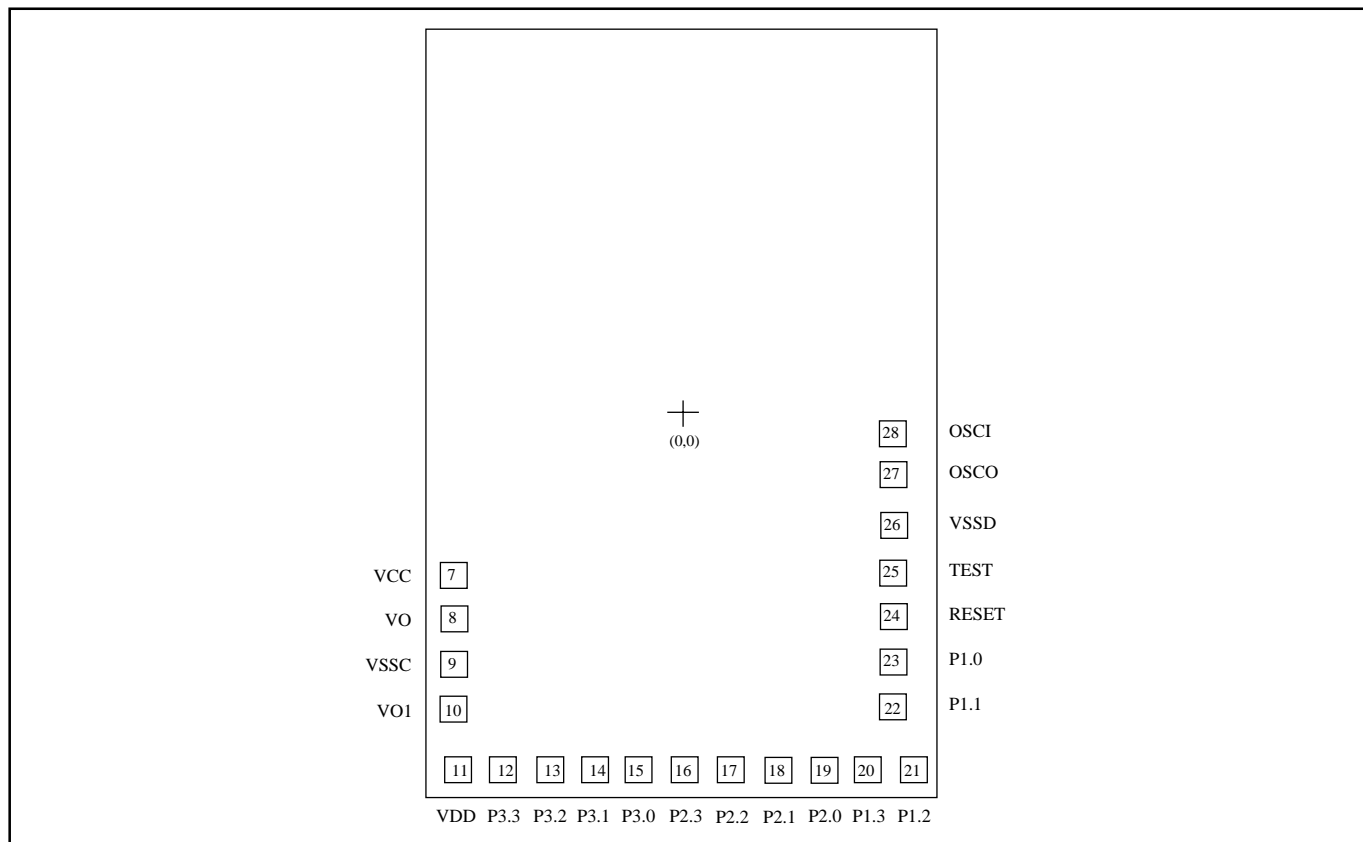 (0,0)
28 OSCI
27 OSCO
26 VSSD
VCC 7 25 TEST
VO 8 24 RESET
VSSC 9 23 P1.0
VO1 10 22 P1.1
11 12 13 14 15 16 17 18 19 20 21
VDD P3.3 P3.2 P3.1 P3.0 P2.3 P2.2 P2.1 P2.0 P1.3 P1.2